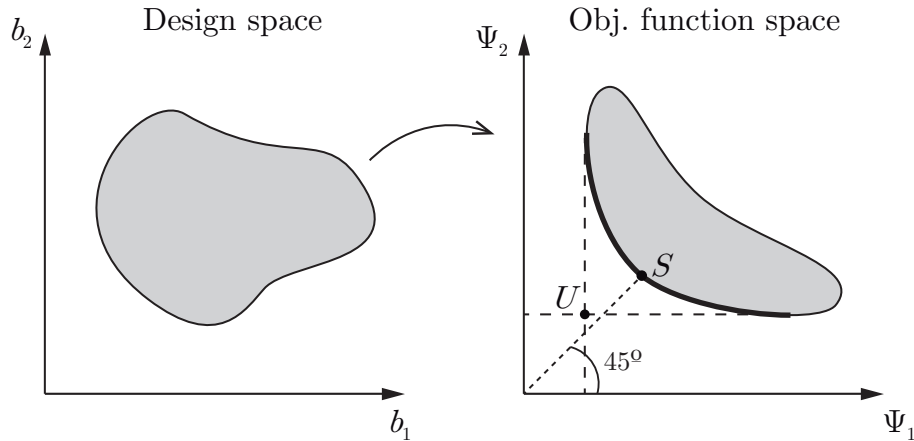 Design space
Obj. function space
b₂
Ψ₂
S
U
45º
b₁
Ψ₁